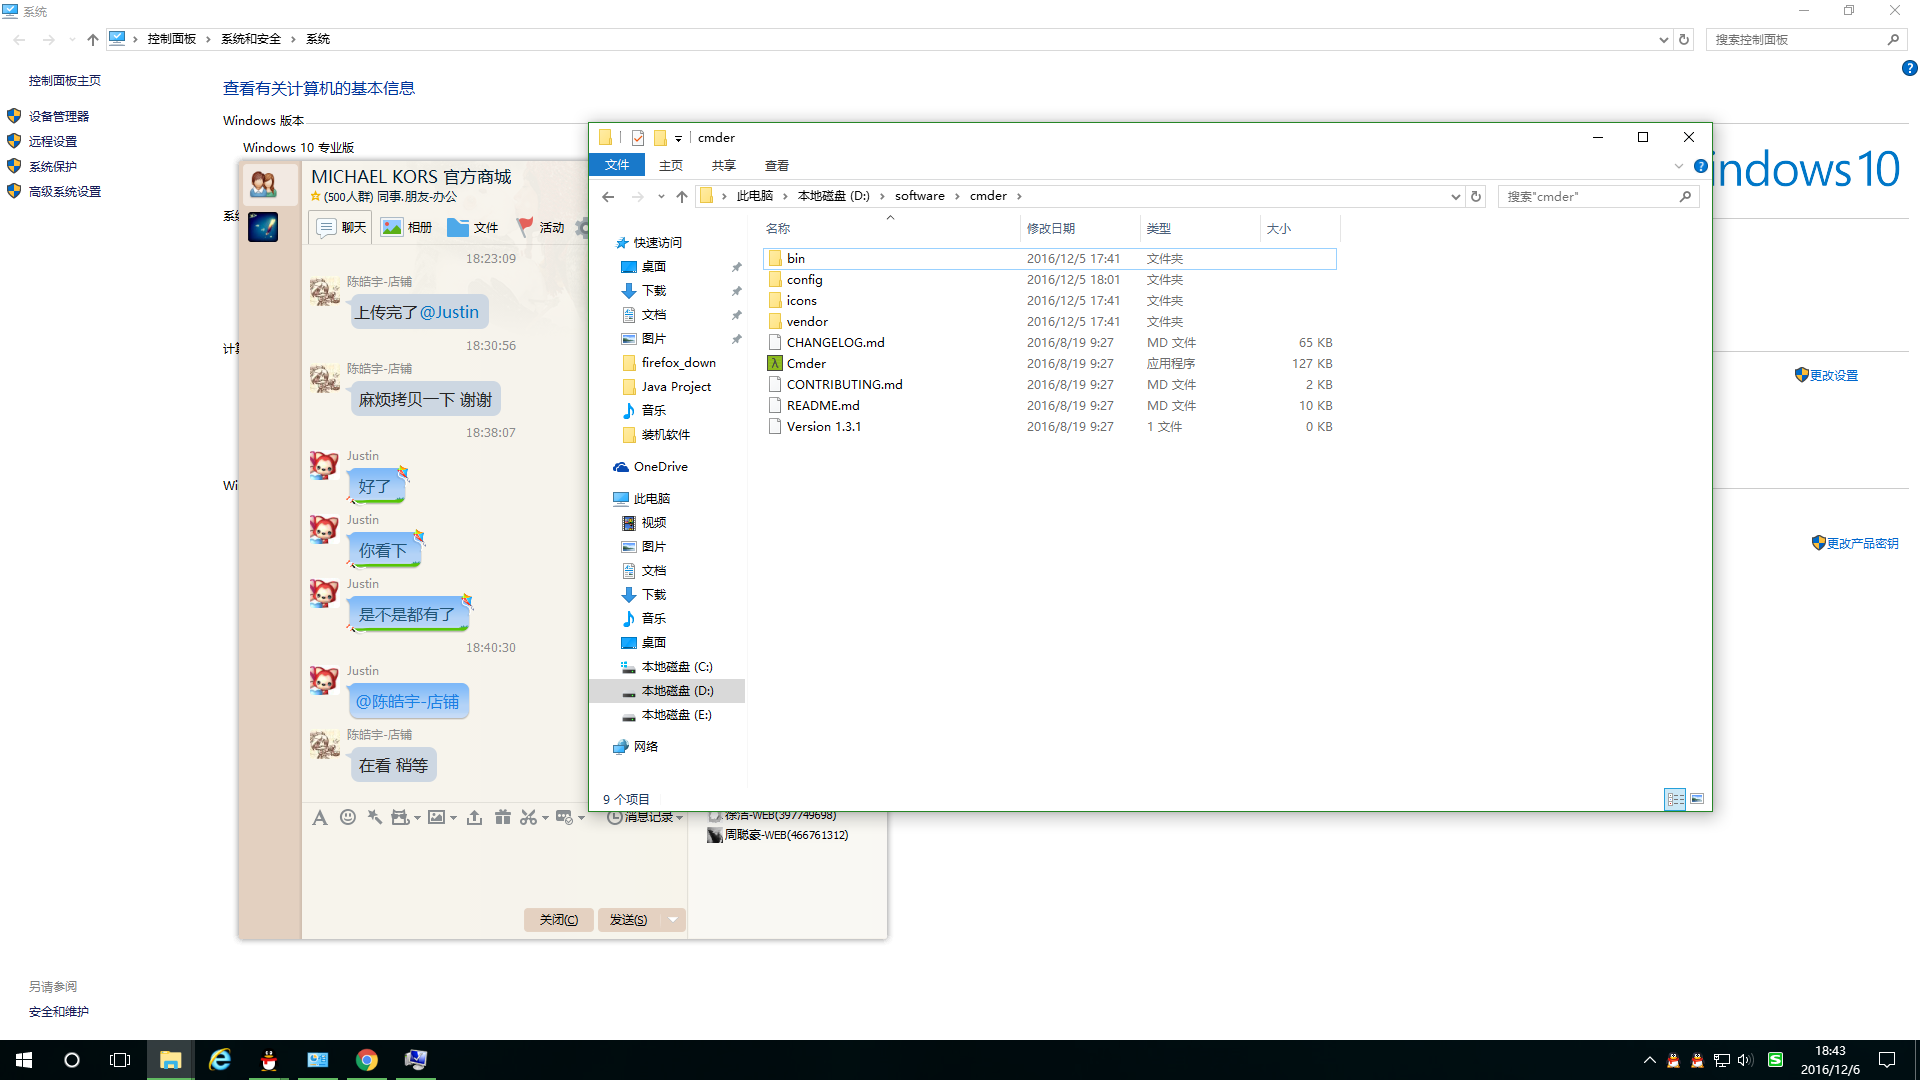 系统
控制面板 系统和安全 系统
搜索控制面板
控制面板主页
设备管理器
远程设置
系统保护
高级系统设置
查看有关计算机的基本信息
Windows 版本
Windows 10 专业版
系
计
Wi
ndows 10
更改设置
更改产品密钥
另请参阅
安全和维护
MICHAEL KORS 官方商城
(500人群) 同事.朋友-办公
聊天 相册 文件 活动
18:23:09
陈皓宇-店铺
上传完了@Justin
18:30:56
陈皓宇-店铺
麻烦拷贝一下 谢谢
18:38:07
Justin
好了
Justin
你看下
Justin
是不是都有了
18:40:30
Justin
@陈皓宇-店铺
陈皓宇-店铺
在看 稍等
消息记录
关闭(C) 发送(S)
徐洁-WEB(397749698)
周聪豪-WEB(466761312)
cmder
文件 主页 共享 查看
此电脑 本地磁盘 (D:) software cmder
搜索"cmder"
快速访问
桌面
下载
文档
图片
firefox_down
Java Project
音乐
装机软件
OneDrive
此电脑
视频
图片
文档
下载
音乐
桌面
本地磁盘 (C:)
本地磁盘 (D:)
本地磁盘 (E:)
网络
名称 修改日期 类型 大小
bin 2016/12/5 17:41 文件夹
config 2016/12/5 18:01 文件夹
icons 2016/12/5 17:41 文件夹
vendor 2016/12/5 17:41 文件夹
CHANGELOG.md 2016/8/19 9:27 MD 文件 65 KB
Cmder 2016/8/19 9:27 应用程序 127 KB
CONTRIBUTING.md 2016/8/19 9:27 MD 文件 2 KB
README.md 2016/8/19 9:27 MD 文件 10 KB
Version 1.3.1 2016/8/19 9:27 1 文件 0 KB
9 个项目
18:43
2016/12/6